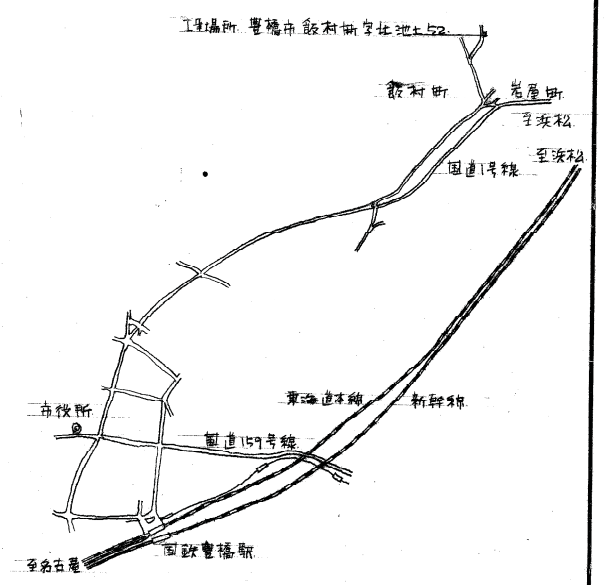 工事場所 豊橋市飯村町字北池上52
飯村町
岩屋町
至浜松
至浜松
国道1号線
東海道本線
新幹線
市役所
国道159号線
国鉄豊橋駅
至名古屋